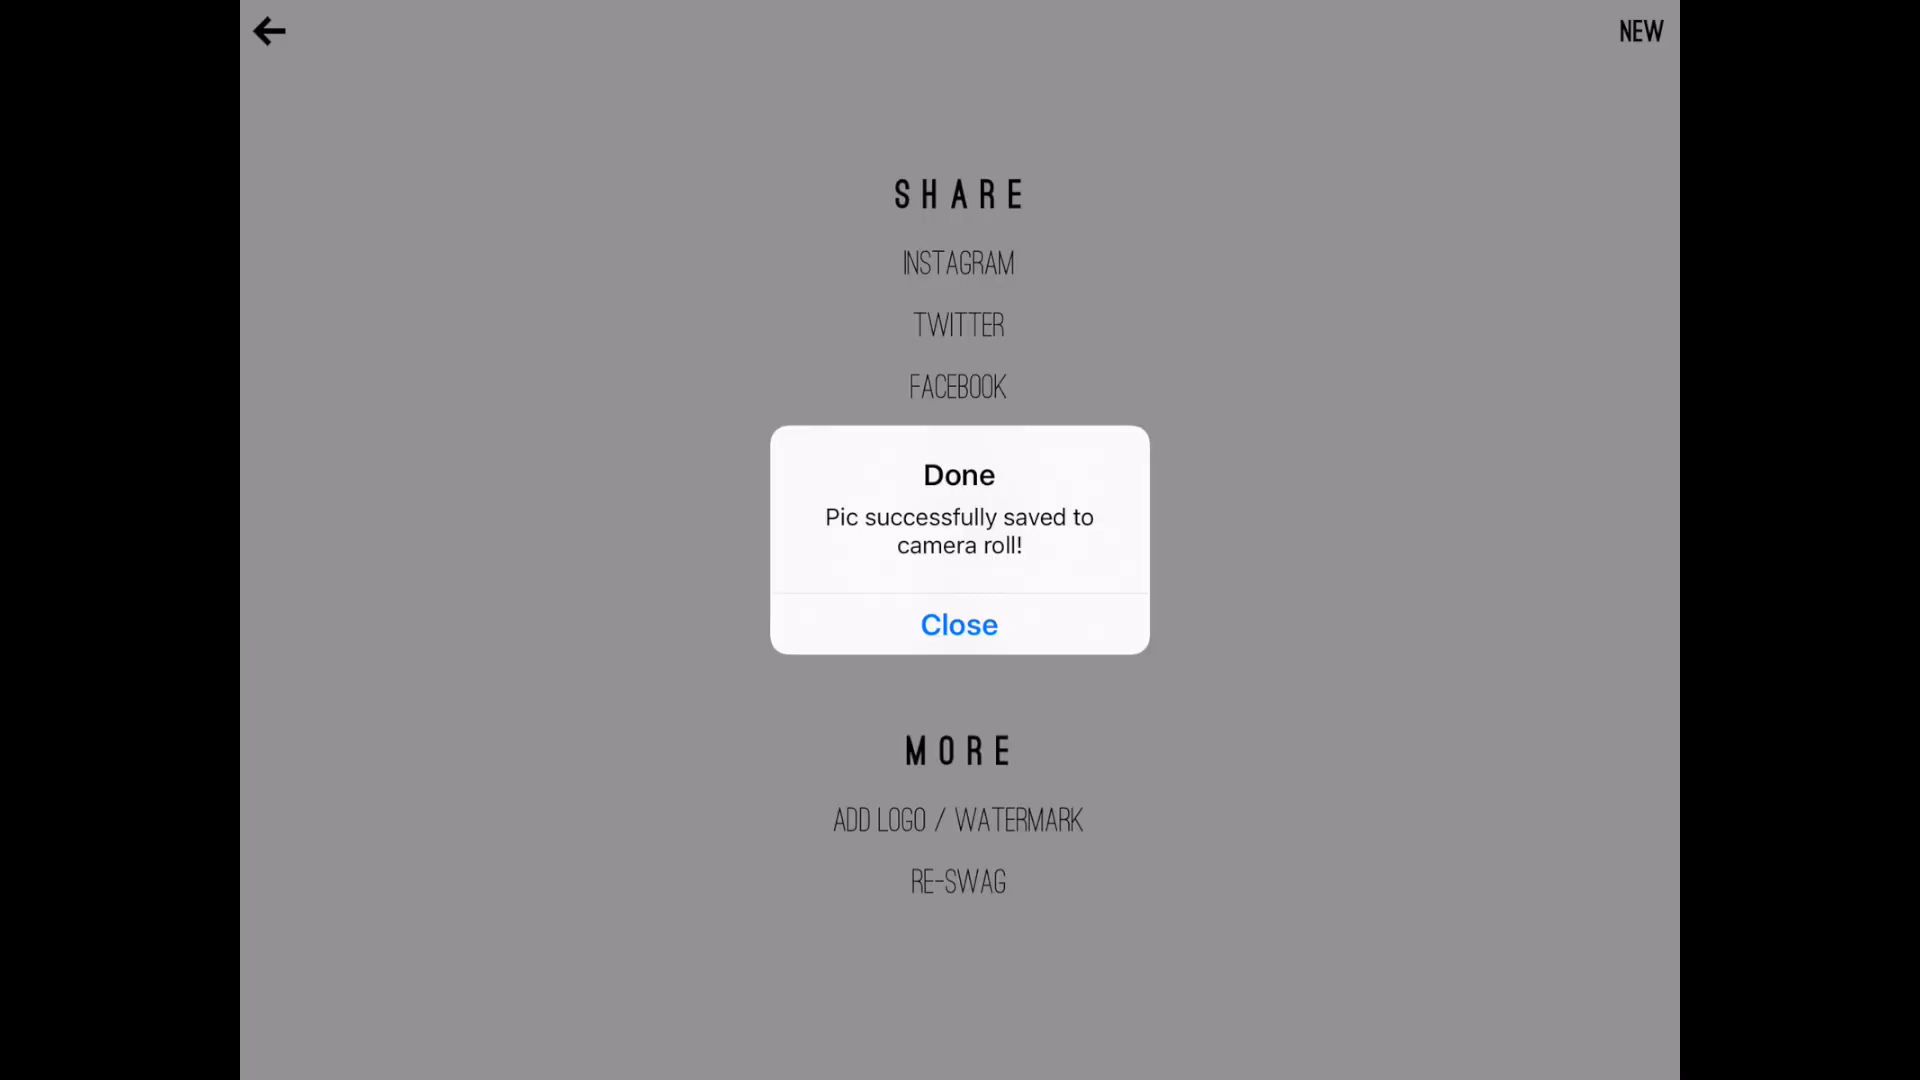 NEW
SHARE
INSTAGRAM
TWITTER
FACEBOOK
Done
Pic successfully saved to
camera roll!
Close
MORE
ADD LOGO / WATERMARK
RE-SWAG